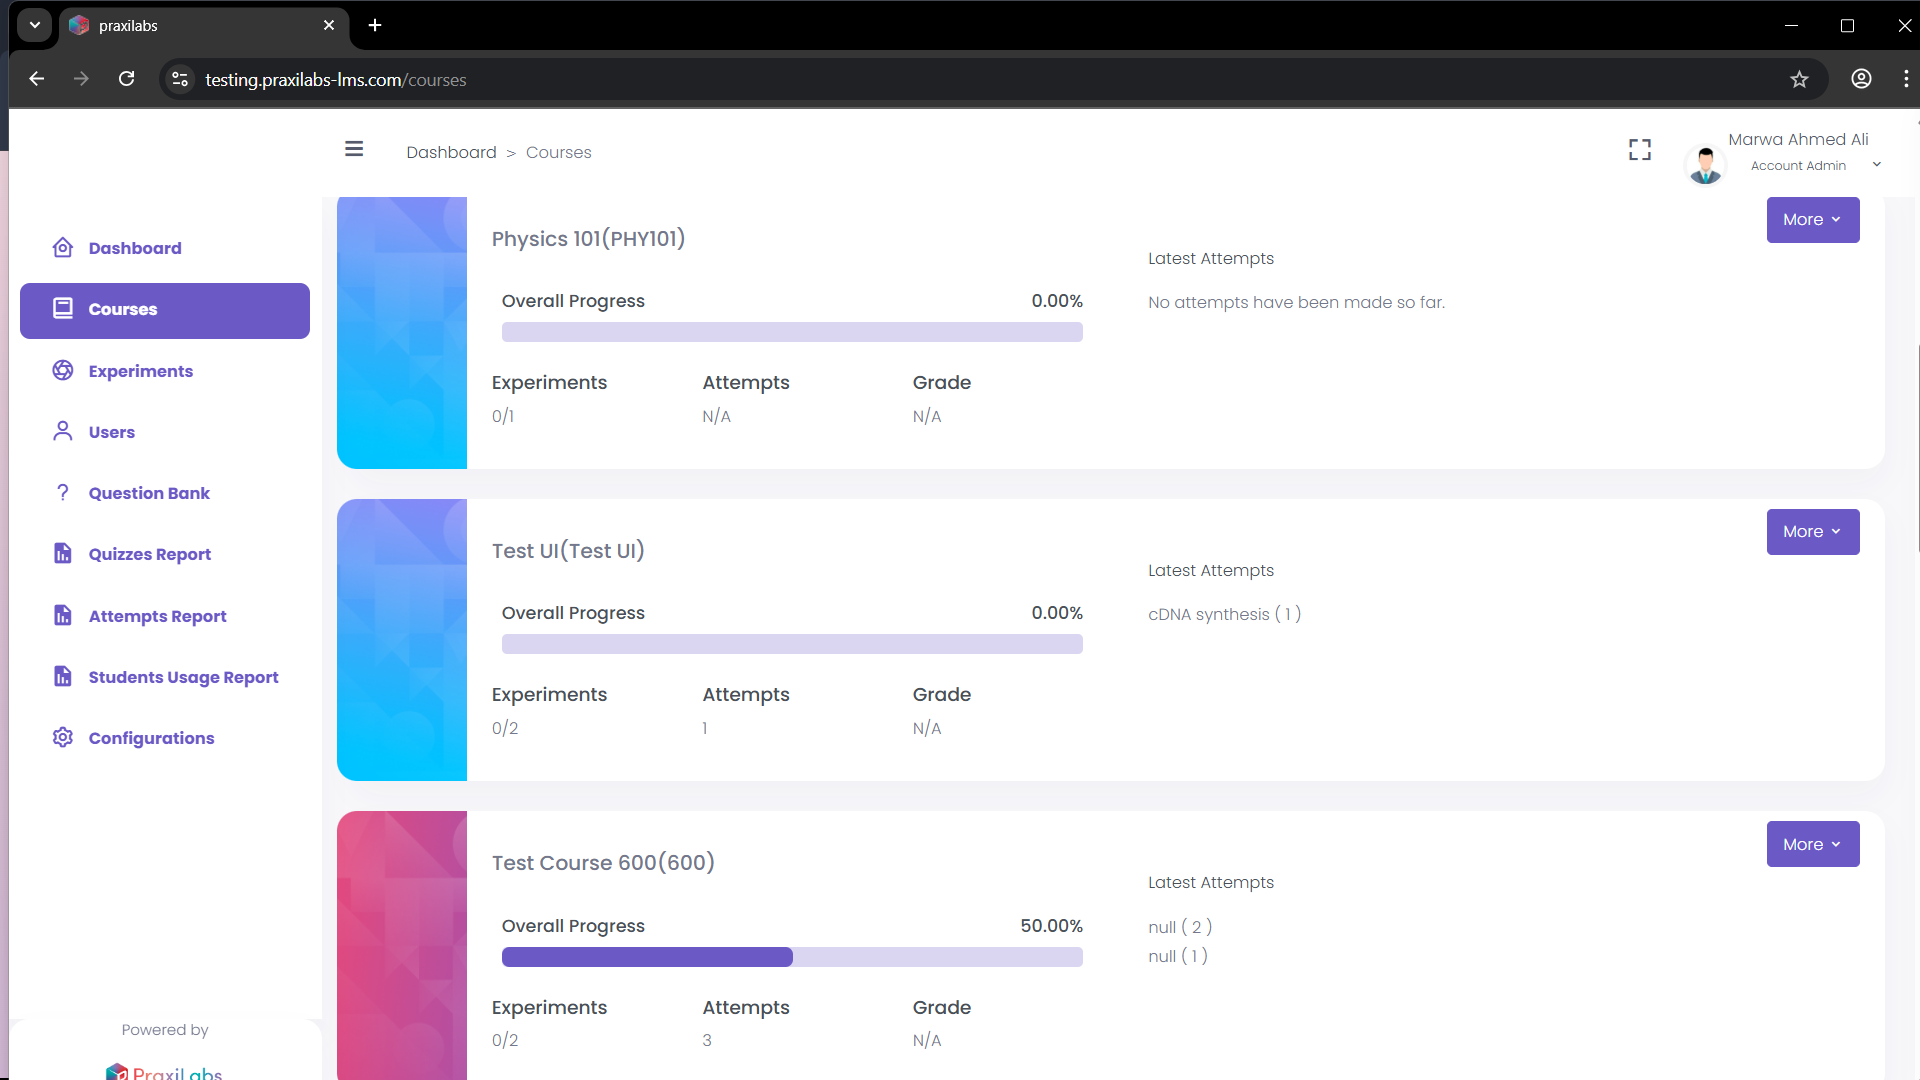 praxilabs
testing.praxilabs-lms.com/courses
Dashboard > Courses
Marwa Ahmed Ali
Account Admin
Dashboard
Courses
Experiments
Users
Question Bank
Quizzes Report
Attempts Report
Students Usage Report
Configurations
Powered by
PraxiLabs
Physics 101(PHY101)
More
Overall Progress 0.00%
Experiments Attempts Grade
0/1 N/A N/A
Latest Attempts
No attempts have been made so far.
Test UI(Test UI)
More
Overall Progress 0.00%
Experiments Attempts Grade
0/2 1 N/A
Latest Attempts
cDNA synthesis ( 1 )
Test Course 600(600)
More
Overall Progress 50.00%
Experiments Attempts Grade
0/2 3 N/A
Latest Attempts
null ( 2 )
null ( 1 )